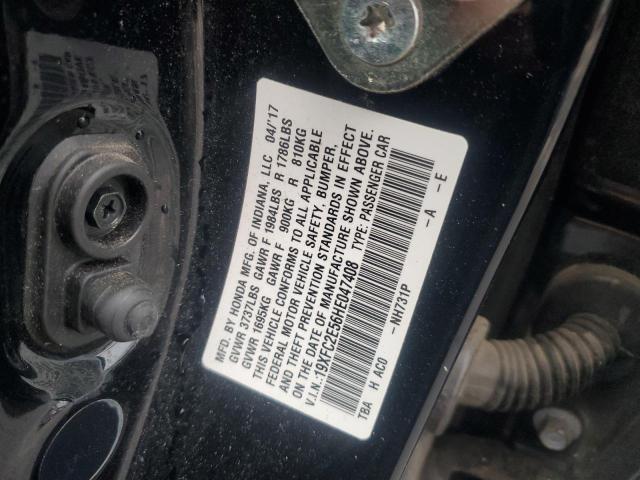 MFD. BY HONDA MFG. OF INDIANA, LLC 04/'17
GVWR 3737LBS GAWR F 1984LBS R 1786LBS
GVWR 1695KG GAWR F 900KG R 810KG
THIS VEHICLE CONFORMS TO ALL APPLICABLE
FEDERAL MOTOR VEHICLE SAFETY, BUMPER,
AND THEFT PREVENTION STANDARDS IN EFFECT
ON THE DATE OF MANUFACTURE SHOWN ABOVE.
V.I.N.:19XFC2E56HE047408 TYPE: PASSENGER CAR
TBA H AC0 -NH731P -A -E